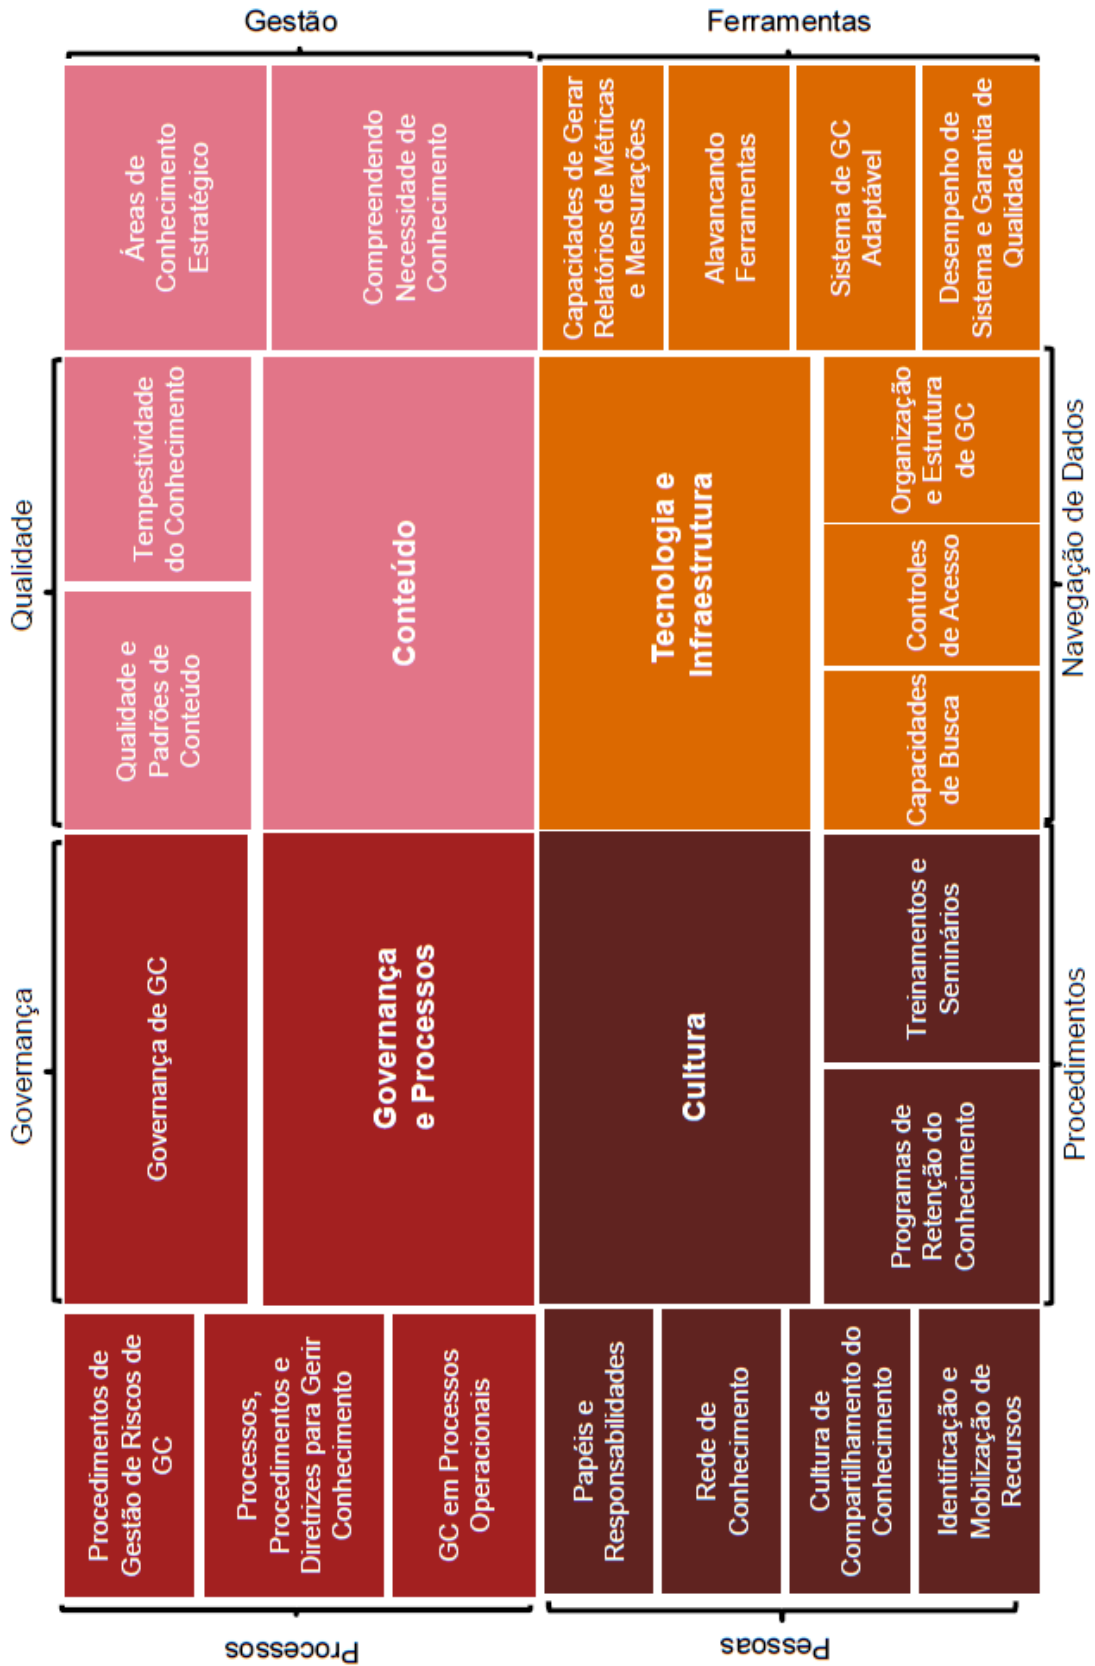 Governança
Qualidade
Processos
Procedimentos de
Gestão de Riscos de
GC
Processos,
Procedimentos e
Diretrizes para Gerir
Conhecimento
GC em Processos
Operacionais
Governança de GC
Governança
e Processos
Qualidade e
Padrões de
Conteúdo
Tempestividade
do Conhecimento
Conteúdo
Áreas de
Conhecimento
Estratégico
Compreendendo
Necessidade de
Conhecimento
Gestão
Pessoas
Papéis e
Responsabilidades
Rede de
Conhecimento
Cultura de
Compartilhamento do
Conhecimento
Identificação e
Mobilização de
Recursos
Cultura
Programas de
Retenção do
Conhecimento
Treinamentos e
Seminários
Tecnologia e
Infraestrutura
Capacidades
de Busca
Controles
de Acesso
Organização
e Estrutura
de GC
Capacidades de Gerar
Relatórios de Métricas
e Mensurações
Alavancando
Ferramentas
Sistema de GC
Adaptável
Desempenho de
Sistema e Garantia de
Qualidade
Ferramentas
Procedimentos
Navegação de Dados